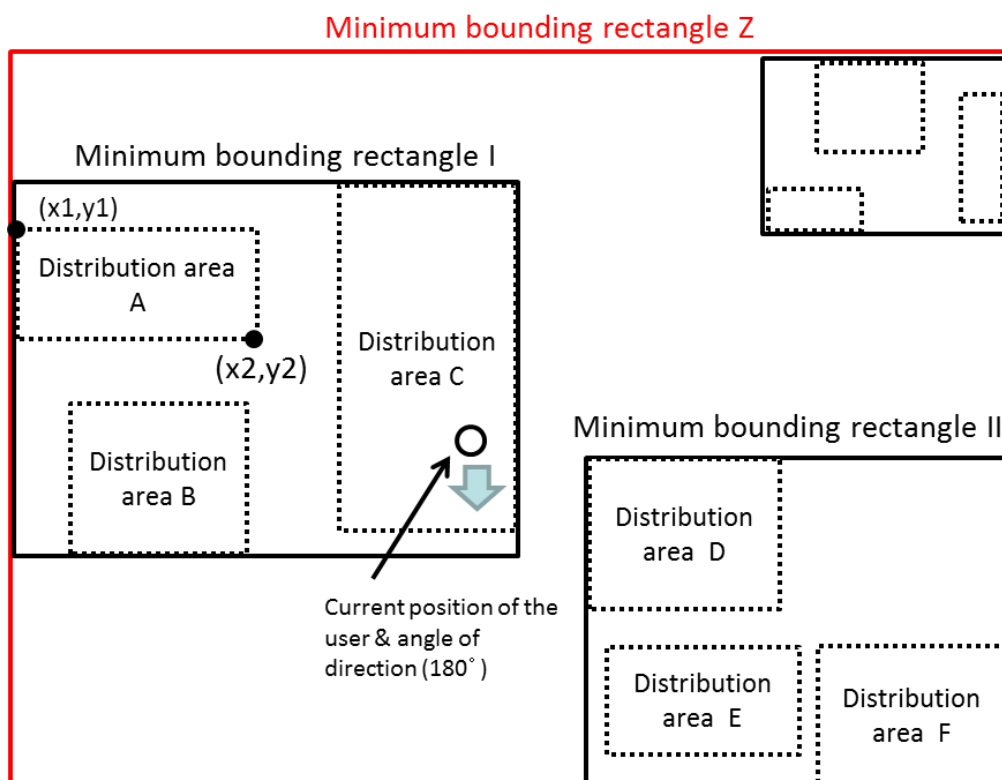 Minimum bounding rectangle Z
Minimum bounding rectangle I
(x1,y1)
Distribution area
A
(x2,y2)
Distribution
area B
Distribution
area C
Current position of the
user & angle of
direction (180°)
Minimum bounding rectangle II
Distribution
area D
Distribution
area E
Distribution
area F